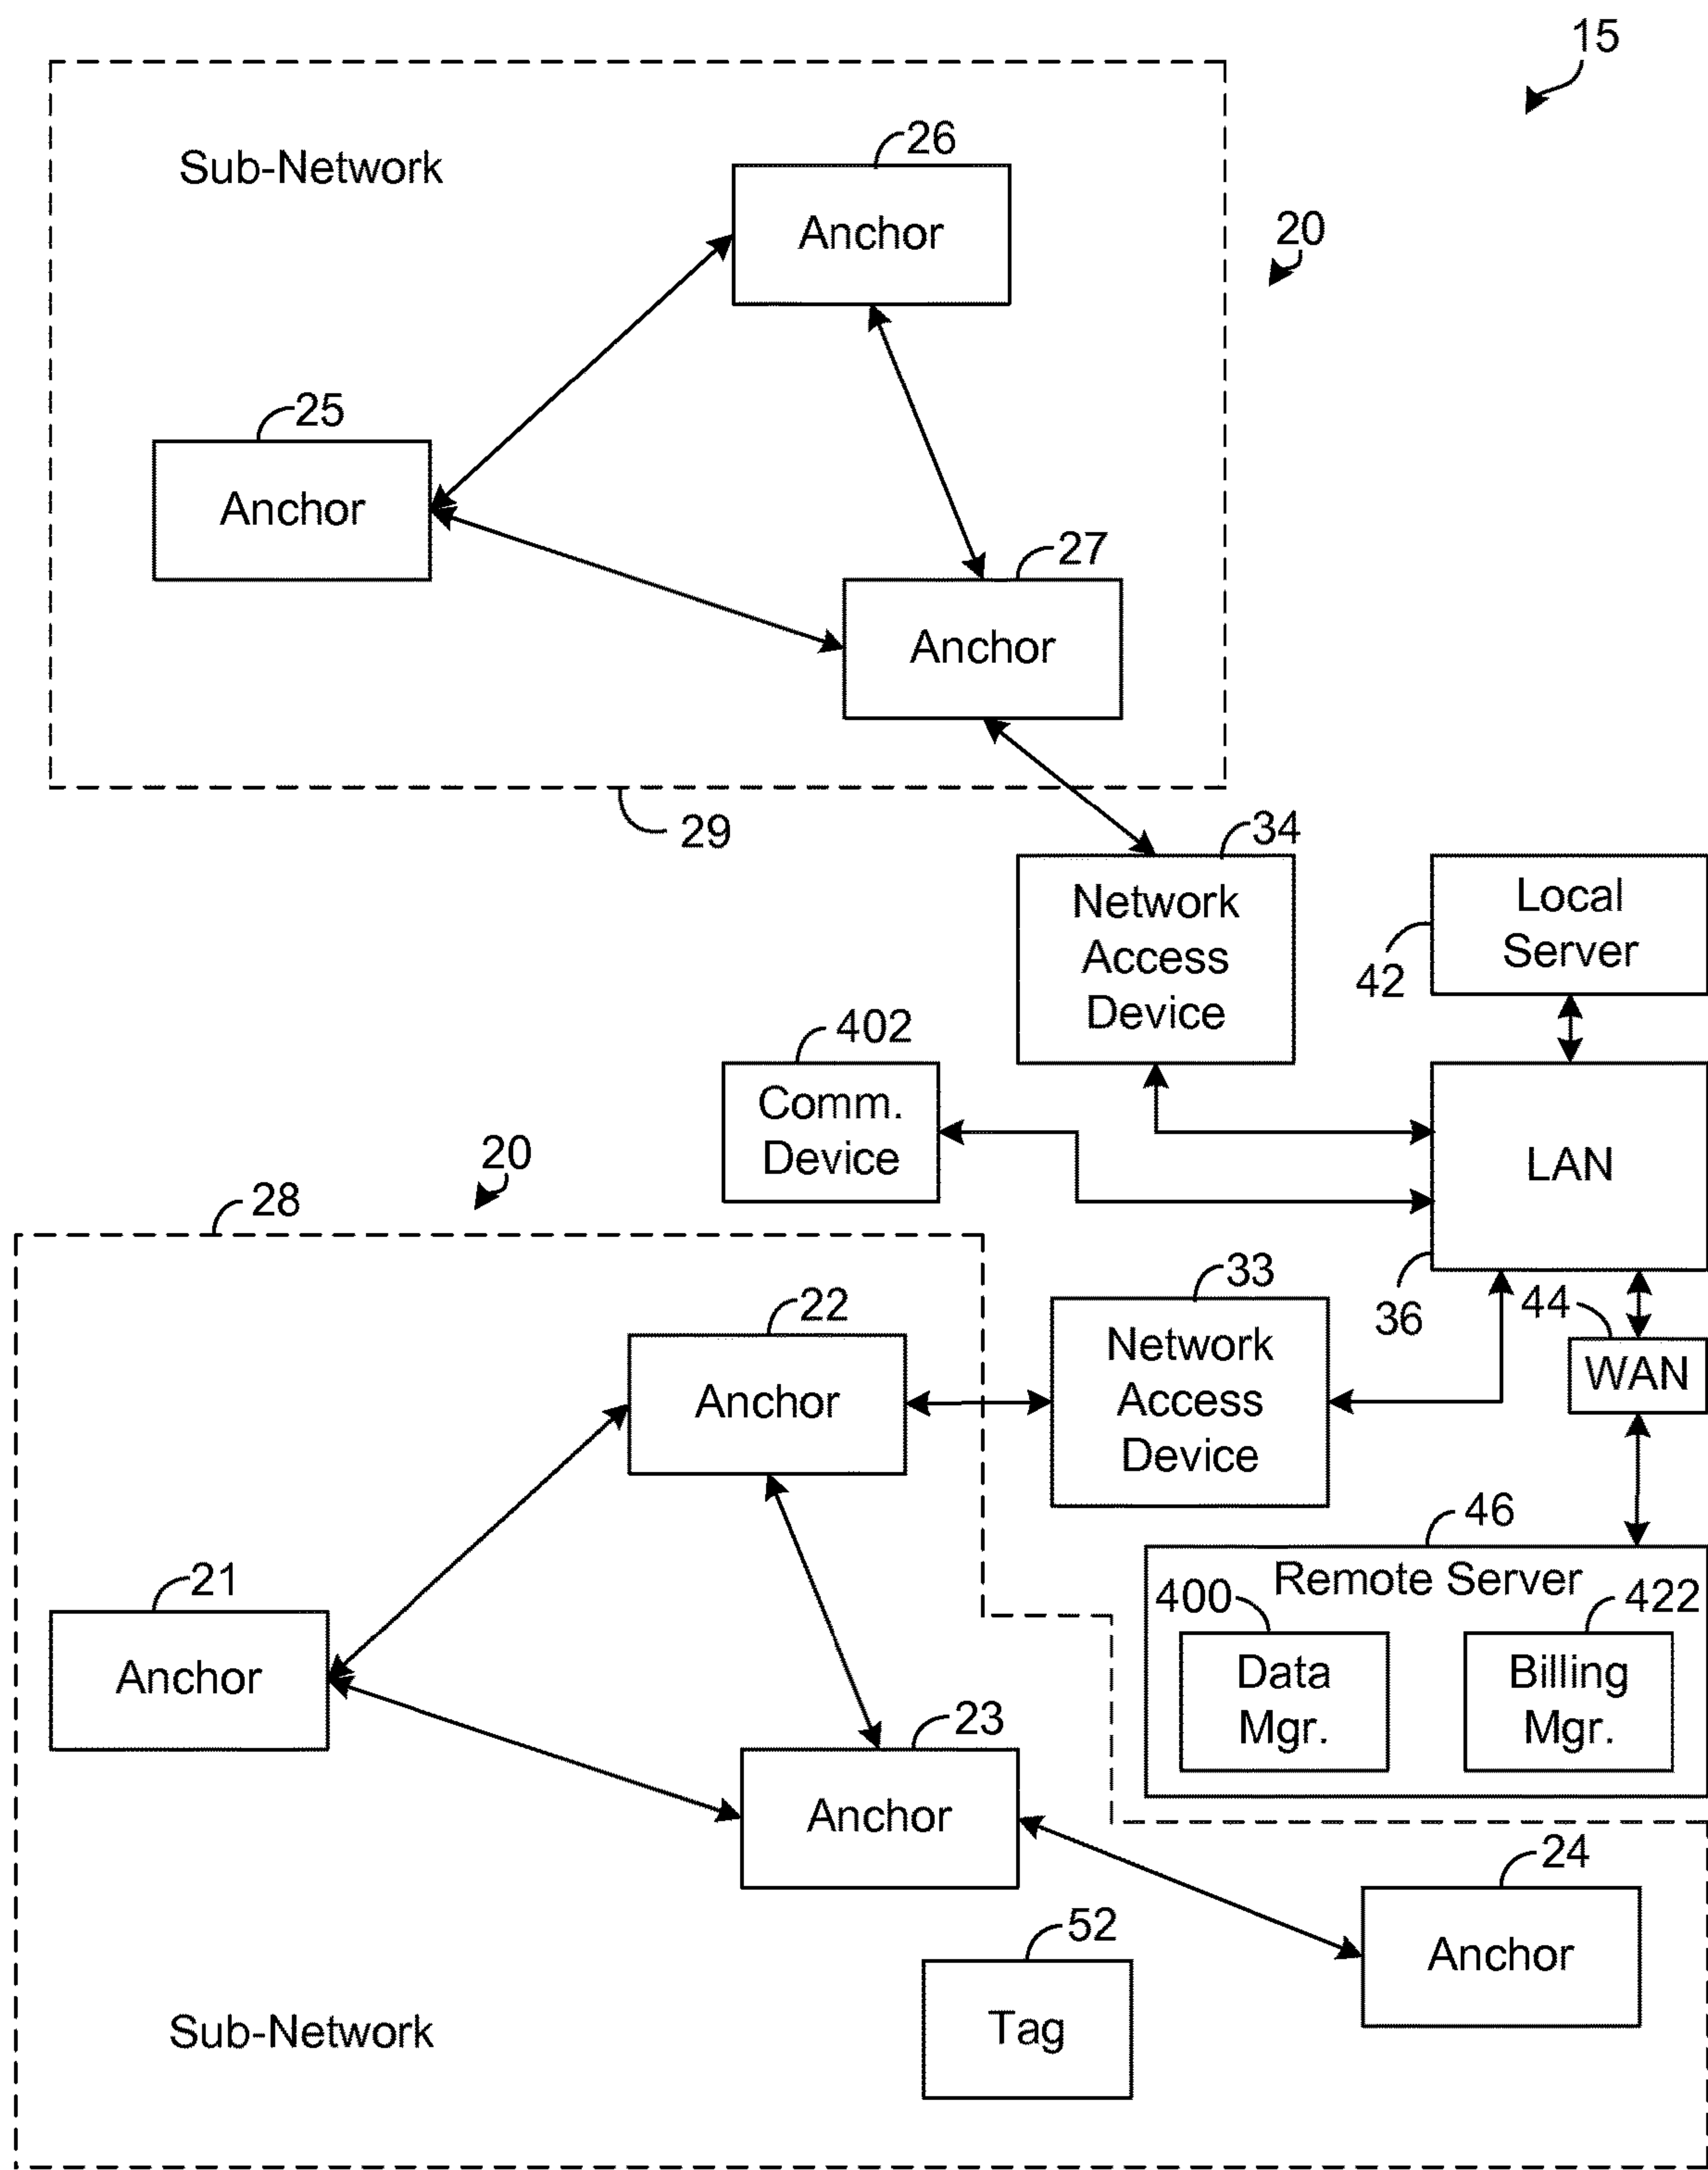 15
26
Sub-Network
Anchor
20
25
Anchor
27
Anchor
29
34
Network
Access
Device
Local
Server
42
402
Comm.
Device
LAN
36
20
28
22
Anchor
33
Network
Access
Device
44
WAN
46
Remote Server
400
422
Data
Mgr.
Billing
Mgr.
21
Anchor
23
Anchor
24
Anchor
52
Tag
Sub-Network